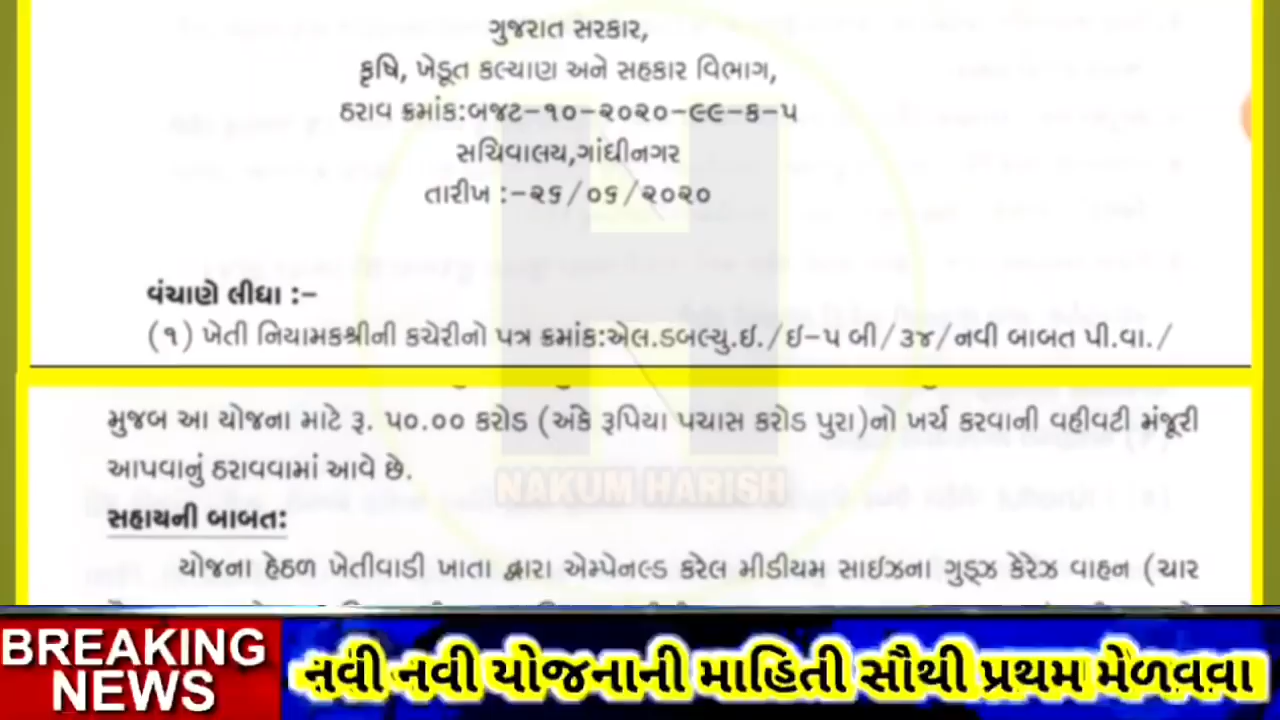 ગુજરાત સરકાર,
કૃષિ, ખેડૂત કલ્યાણ અને સહકાર વિભાગ,
ઠરાવ ક્રમાંક:બજટ-૧૦-૨૦૨૦-૯૯-ક-૫
સચિવાલય,ગાંધીનગર
તારીખ :-૨૬/૦૬/૨૦૨૦
વંચાણે લીધા :-
(૧) ખેતી નિયામકશ્રીની કચેરીનો પત્ર ક્રમાંક:એલ.ડબલ્યુ.ઈ./ઈ-૫ બી/૩૪/નવી બાબત પી.વા./
મુજબ આ યોજના માટે રૂ. ૫૦.૦૦ કરોડ (અંકે રૂપિયા પચાસ કરોડ પુરા)નો ખર્ચ કરવાની વહીવટી મંજૂરી
આપવાનું ઠરાવવામાં આવે છે.
NAKUM HARISH
સહાયની બાબત:
યોજના હેઠળ ખેતીવાડી ખાતા દ્વારા એમ્પેનલ્ડ કરેલ મીડીયમ સાઈઝના ગુડ્ઝ કેરેઝ વાહન (ચાર
BREAKING
NEWS
નવી નવી યોજનાની માહિતી સૌથી પ્રથમ મેળવવા